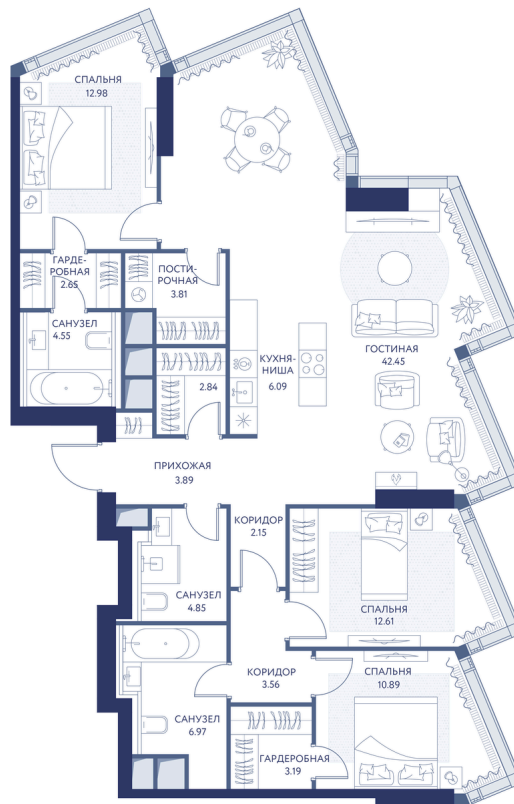 СПАЛЬНЯ
12.98
ГАРДЕ-
РОБНАЯ
2.65
ПОСТИ-
РОЧНАЯ
3.81
САНУЗЕЛ
4.55
2.84
КУХНЯ-
НИША
6.09
ГОСТИНАЯ
42.45
ПРИХОЖАЯ
3.89
КОРИДОР
2.15
САНУЗЕЛ
4.85
СПАЛЬНЯ
12.61
КОРИДОР
3.56
СПАЛЬНЯ
10.89
САНУЗЕЛ
6.97
ГАРДЕРОБНАЯ
3.19